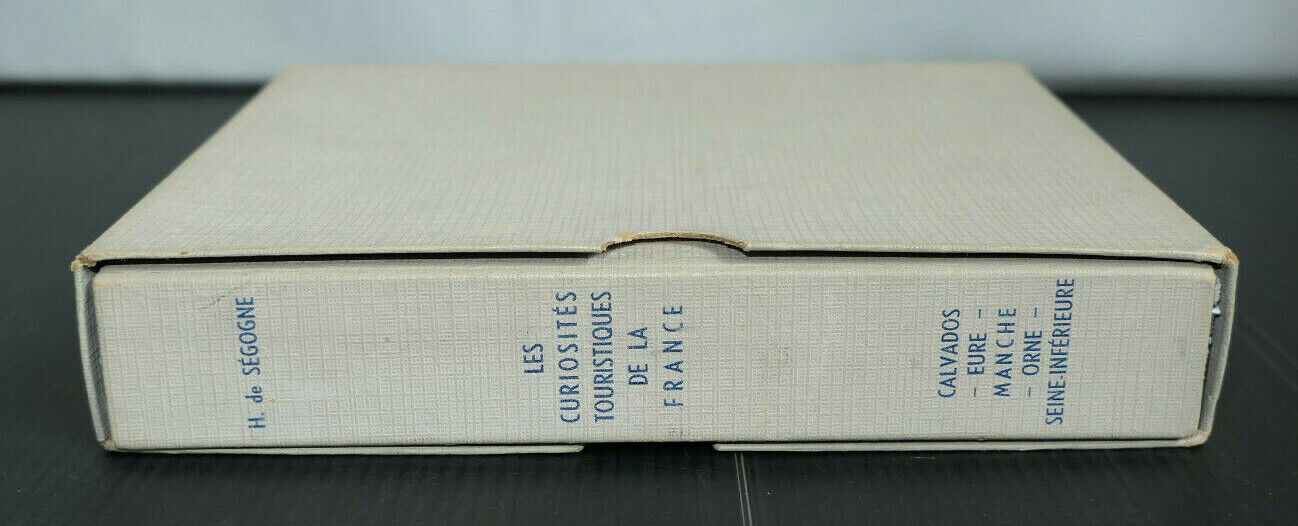 H. de SÉGOGNE
LES
CURIOSITÉS
TOURISTIQUES
DE LA
FRANCE
CALVADOS
- EURE -
MANCHE
- ORNE -
SEINE-INFÉRIEURE